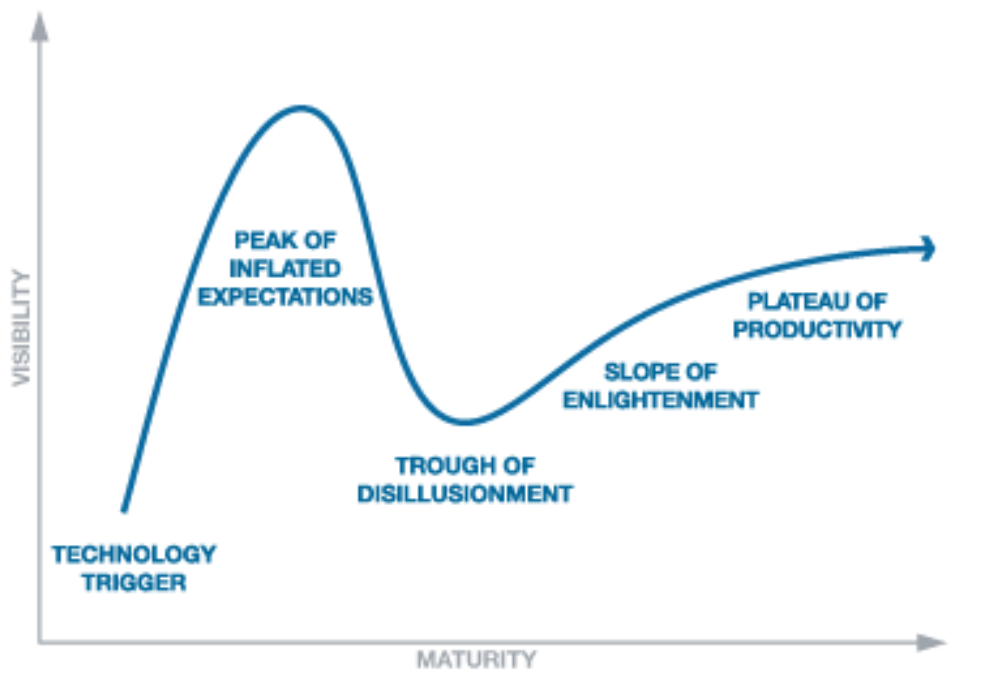 VISIBILITY
PEAK OF
INFLATED
EXPECTATIONS
PLATEAU OF
PRODUCTIVITY
SLOPE OF
ENLIGHTENMENT
TROUGH OF
DISILLUSIONMENT
TECHNOLOGY
TRIGGER
MATURITY